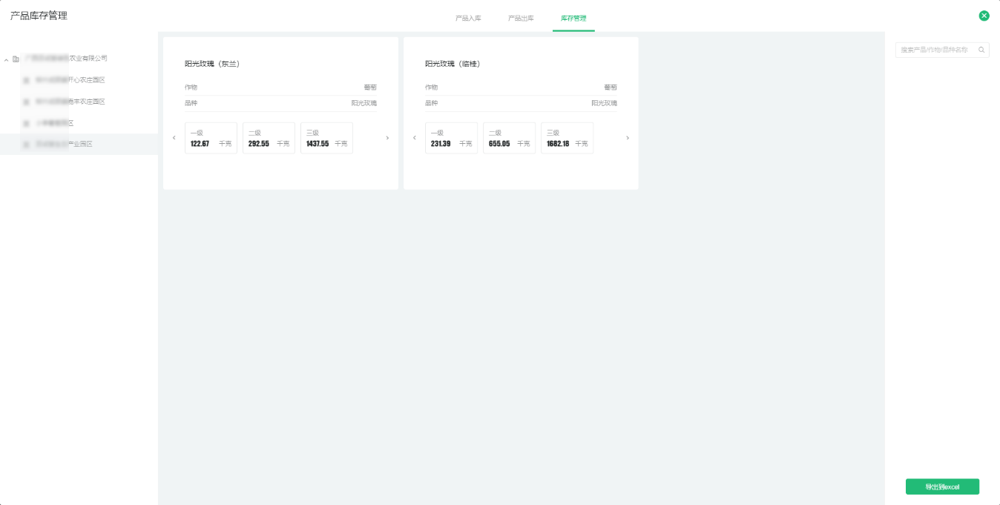 产品库存管理
产品入库 产品出库 库存管理
农业有限公司
开心农庄园区
丰农庄园区
区
产业园区
阳光玫瑰（东兰）
作物 葡萄
品种 阳光玫瑰
一级 二级 三级
122.67 千克 292.55 千克 1437.55 千克
阳光玫瑰（临桂）
作物 葡萄
品种 阳光玫瑰
一级 二级 三级
231.39 千克 655.05 千克 1682.18 千克
搜索产品/作物/品种名称
导出到excel